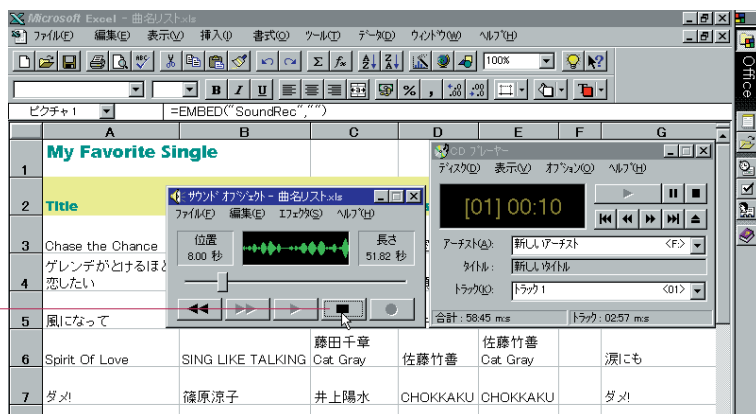 Microsoft Excel - 曲名リスト.xls
ファイル(F) 編集(E) 表示(V) 挿入(I) 書式(O) ツール(T) データ(D) ウィンドウ(W) ヘルプ(H)
100%
B I U
ピクチャ 1 =EMBED("SoundRec","")
A B C D E F G
1 My Favorite Single
2 Title
3 Chase the Chance
4 ゲレンデがとけるほど
恋したい
5 風になって
6 Spirit Of Love SING LIKE TALKING 藤田千章
Cat Gray 佐藤竹善 佐藤竹善
Cat Gray 涙にも
7 ダメ! 篠原涼子 井上陽水 CHOKKAKU CHOKKAKU ダメ!
サウンド オブジェクト - 曲名リスト.xls
ファイル(F) 編集(E) エフェクト(S) ヘルプ(H)
位置
8.00 秒
長さ
51.82 秒
CD プレーヤー
ディスク(D) 表示(V) オプション(O) ヘルプ(H)
[01] 00:10
アーチスト(A): 新しいアーチスト <F:>
タイトル: 新しいタイトル
トラック(K): トラック 1 <01>
合計: 58:45 m:s トラック: 02:57 m:s
Office